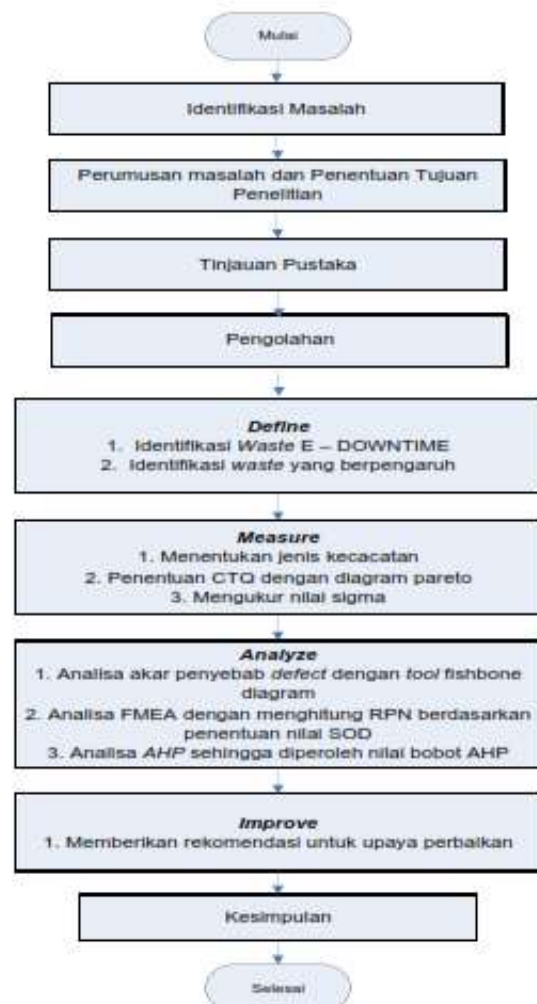 Mulai
Identifikasi Masalah
Perumusan masalah dan Penentuan Tujuan
Penelitian
Tinjauan Pustaka
Pengolahan
Define
1. Identifikasi Waste E – DOWNTIME
2. Identifikasi waste yang berpengaruh
Measure
1. Menentukan jenis kecacatan
2. Penentuan CTQ dengan diagram pareto
3. Mengukur nilai sigma
Analyze
1. Analisa akar penyebab defect dengan tool fishbone
diagram
2. Analisa FMEA dengan menghitung RPN berdasarkan
penentuan nilai SOD
3. Analisa AHP sehingga diperoleh nilai bobot AHP
Improve
1. Memberikan rekomendasi untuk upaya perbaikan
Kesimpulan
Selesai